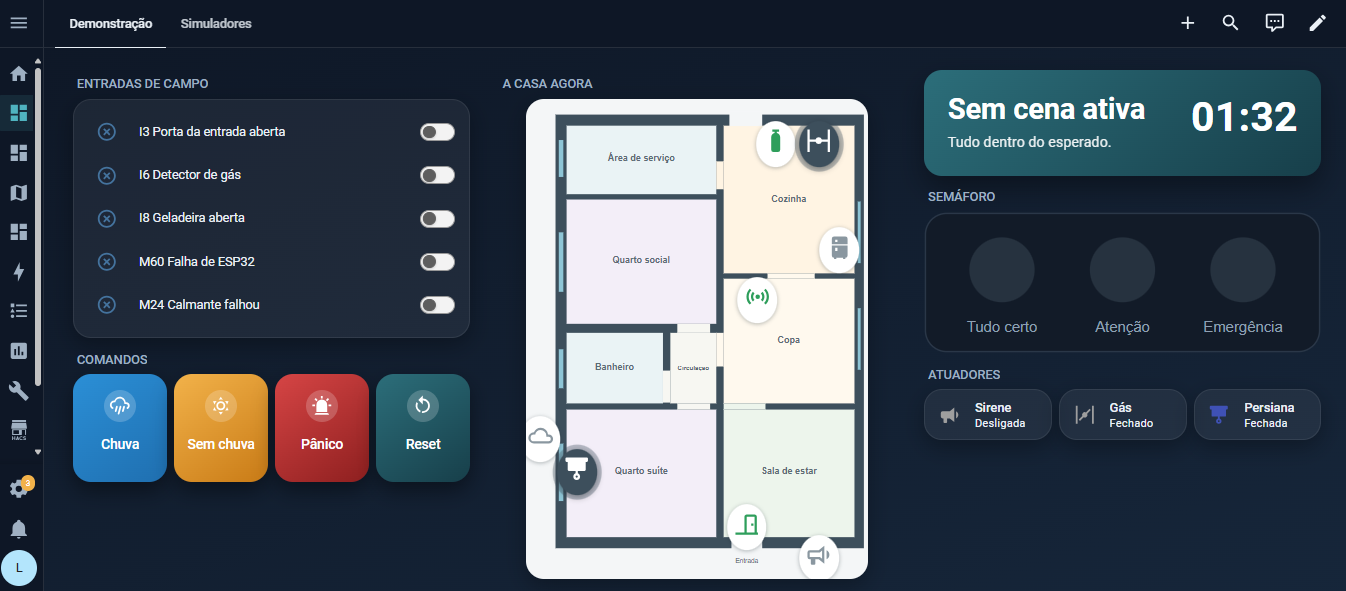 Demonstração
Simuladores
ENTRADAS DE CAMPO
I3 Porta da entrada aberta
I6 Detector de gás
I8 Geladeira aberta
M60 Falha de ESP32
M24 Calmante falhou
COMANDOS
Chuva
Sem chuva
Pânico
Reset
A CASA AGORA
Área de serviço
Cozinha
Quarto social
Copa
Banheiro
Circulação
Quarto suíte
Sala de estar
Entrada
Sem cena ativa
01:32
Tudo dentro do esperado.
SEMÁFORO
Tudo certo
Atenção
Emergência
ATUADORES
Sirene
Desligada
Gás
Fechado
Persiana
Fechada
HACS
3
L